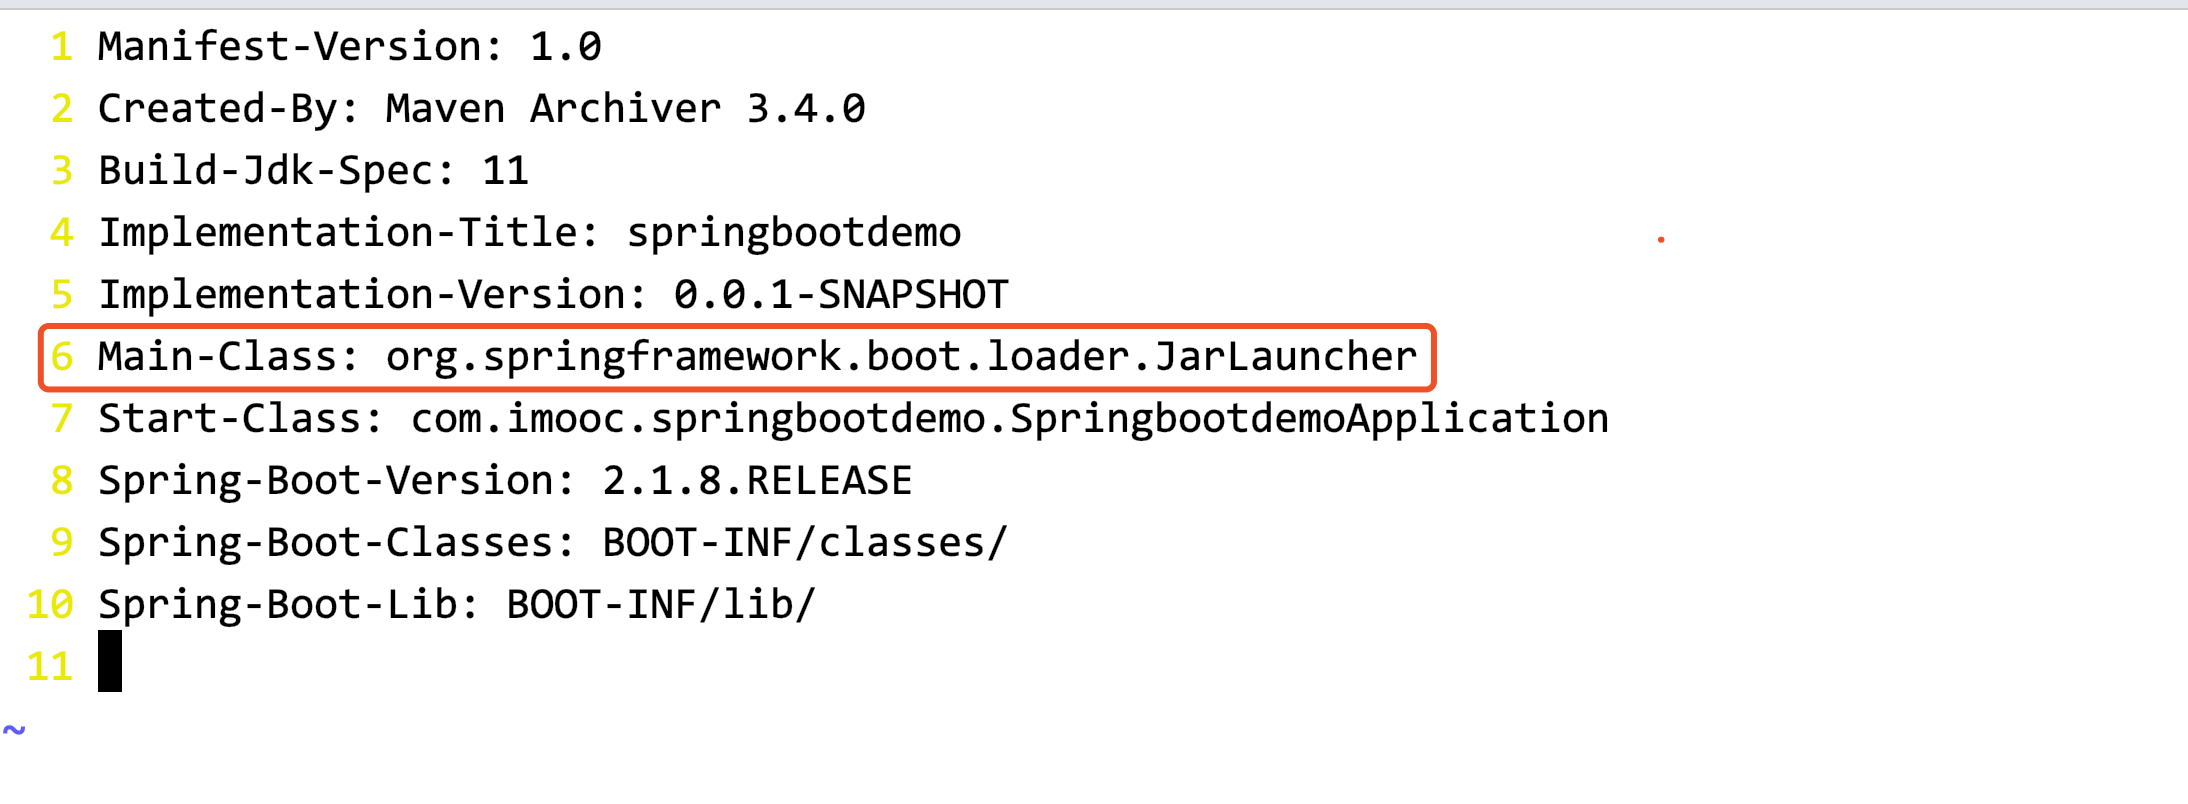 1 Manifest-Version: 1.0
2 Created-By: Maven Archiver 3.4.0
3 Build-Jdk-Spec: 11
4 Implementation-Title: springbootdemo
5 Implementation-Version: 0.0.1-SNAPSHOT
6 Main-Class: org.springframework.boot.loader.JarLauncher
7 Start-Class: com.imooc.springbootdemo.SpringbootdemoApplication
8 Spring-Boot-Version: 2.1.8.RELEASE
9 Spring-Boot-Classes: BOOT-INF/classes/
10 Spring-Boot-Lib: BOOT-INF/lib/
11
~